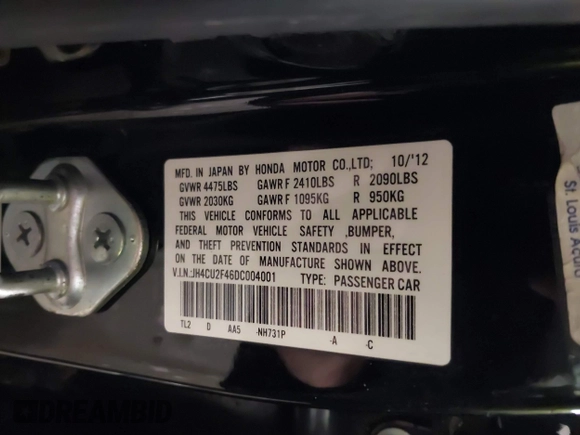 MFD. IN JAPAN BY HONDA MOTOR CO.,LTD; 10/'12
GVWR 4475LBS GAWR F 2410LBS R 2090LBS
GVWR 2030KG GAWR F 1095KG R 950KG
THIS VEHICLE CONFORMS TO ALL APPLICABLE
FEDERAL MOTOR VEHICLE SAFETY ,BUMPER,
AND THEFT PREVENTION STANDARDS IN EFFECT
ON THE DATE OF MANUFACTURE SHOWN ABOVE.
V.I.N.:JH4CU2F46DC004001 TYPE: PASSENGER CAR
TL2 D AA5 -NH731P -A -C
St. Louis Acu
DREAMBID